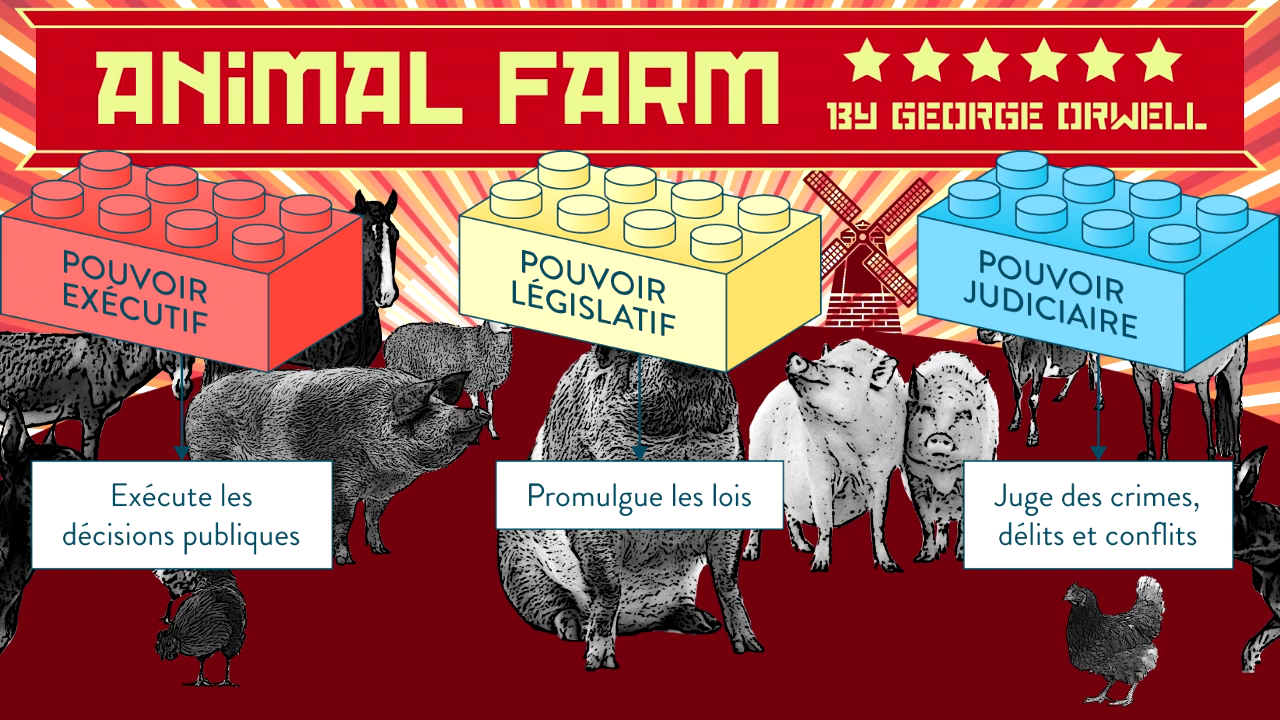 ANiMAL FARM
BY GEORGE ORWELL
POUVOIR
EXÉCUTIF
POUVOIR
LÉGISLATIF
POUVOIR
JUDICIAIRE
Exécute les
décisions publiques
Promulgue les lois
Juge des crimes,
délits et conflits